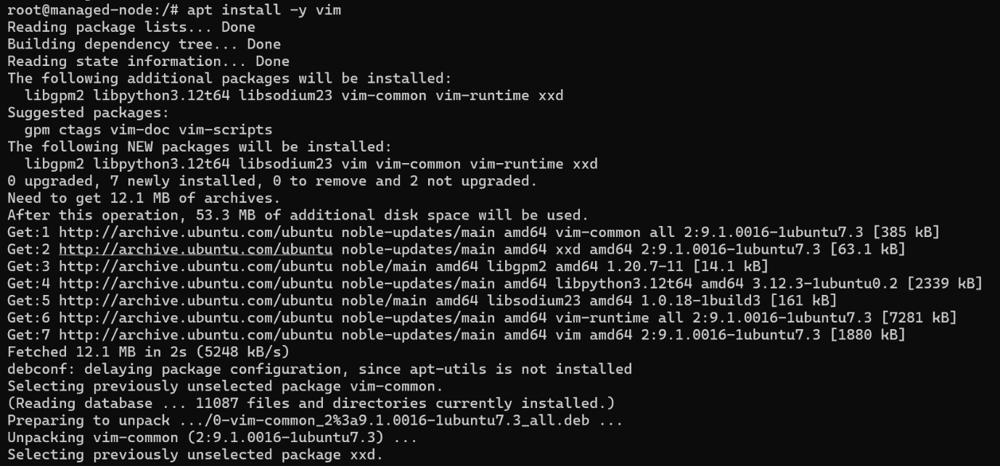 root@managed-node:/# apt install -y vim
Reading package lists... Done
Building dependency tree... Done
Reading state information... Done
The following additional packages will be installed:
  libgpm2 libpython3.12t64 libsodium23 vim-common vim-runtime xxd
Suggested packages:
  gpm ctags vim-doc vim-scripts
The following NEW packages will be installed:
  libgpm2 libpython3.12t64 libsodium23 vim vim-common vim-runtime xxd
0 upgraded, 7 newly installed, 0 to remove and 2 not upgraded.
Need to get 12.1 MB of archives.
After this operation, 53.3 MB of additional disk space will be used.
Get:1 http://archive.ubuntu.com/ubuntu noble-updates/main amd64 vim-common all 2:9.1.0016-1ubuntu7.3 [385 kB]
Get:2 http://archive.ubuntu.com/ubuntu noble-updates/main amd64 xxd amd64 2:9.1.0016-1ubuntu7.3 [63.1 kB]
Get:3 http://archive.ubuntu.com/ubuntu noble/main amd64 libgpm2 amd64 1.20.7-11 [14.1 kB]
Get:4 http://archive.ubuntu.com/ubuntu noble-updates/main amd64 libpython3.12t64 amd64 3.12.3-1ubuntu0.2 [2339 kB]
Get:5 http://archive.ubuntu.com/ubuntu noble/main amd64 libsodium23 amd64 1.0.18-1build3 [161 kB]
Get:6 http://archive.ubuntu.com/ubuntu noble-updates/main amd64 vim-runtime all 2:9.1.0016-1ubuntu7.3 [7281 kB]
Get:7 http://archive.ubuntu.com/ubuntu noble-updates/main amd64 vim amd64 2:9.1.0016-1ubuntu7.3 [1880 kB]
Fetched 12.1 MB in 2s (5248 kB/s)
debconf: delaying package configuration, since apt-utils is not installed
Selecting previously unselected package vim-common.
(Reading database ... 11087 files and directories currently installed.)
Preparing to unpack .../0-vim-common_2%3a9.1.0016-1ubuntu7.3_all.deb ...
Unpacking vim-common (2:9.1.0016-1ubuntu7.3) ...
Selecting previously unselected package xxd.